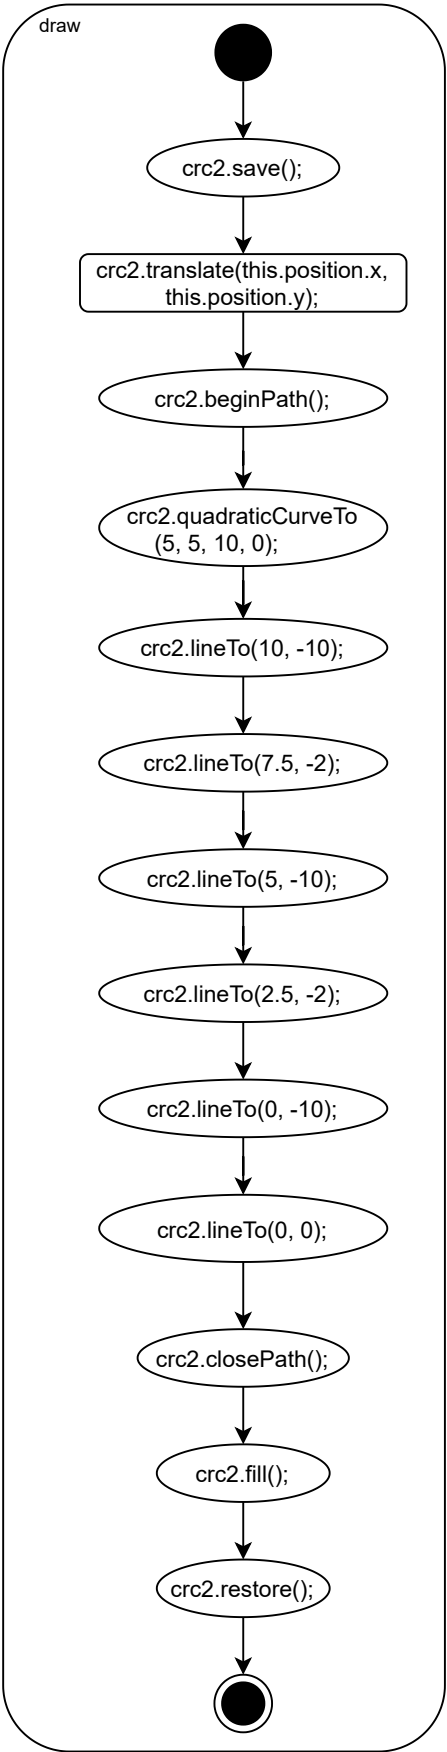 draw
crc2.save();
crc2.translate(this.position.x,
this.position.y);
crc2.beginPath();
crc2.quadraticCurveTo
(5, 5, 10, 0);
crc2.lineTo(10, -10);
crc2.lineTo(7.5, -2);
crc2.lineTo(5, -10);
crc2.lineTo(2.5, -2);
crc2.lineTo(0, -10);
crc2.lineTo(0, 0);
crc2.closePath();
crc2.fill();
crc2.restore();